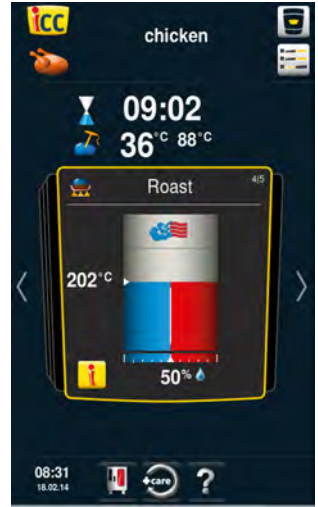 icc
chicken
09:02
36°C 88°C
Roast
4|5
202°C
i
50%
08:31
18.02.14
care
?